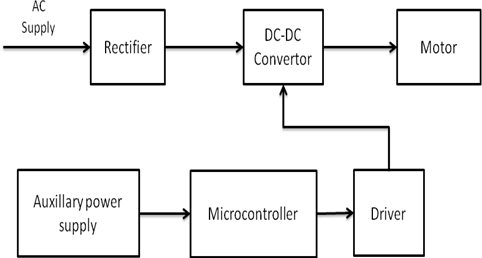 AC
Supply
Rectifier
DC-DC
Convertor
Motor
Auxillary power
supply
Microcontroller
Driver